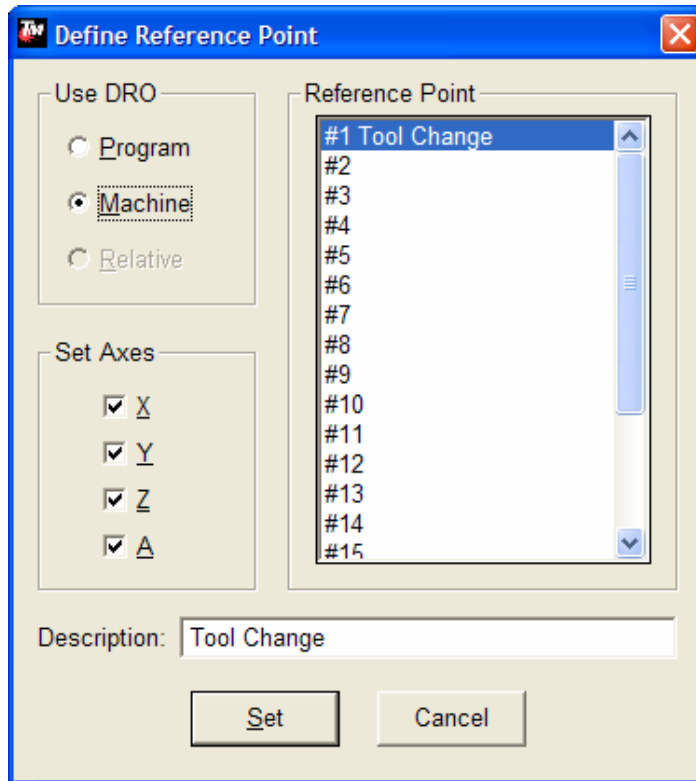 Define Reference Point
Use DRO
Program
Machine
Relative
Set Axes
X
Y
Z
A
Reference Point
#1 Tool Change
#2
#3
#4
#5
#6
#7
#8
#9
#10
#11
#12
#13
#14
#15
Description: Tool Change
Set
Cancel